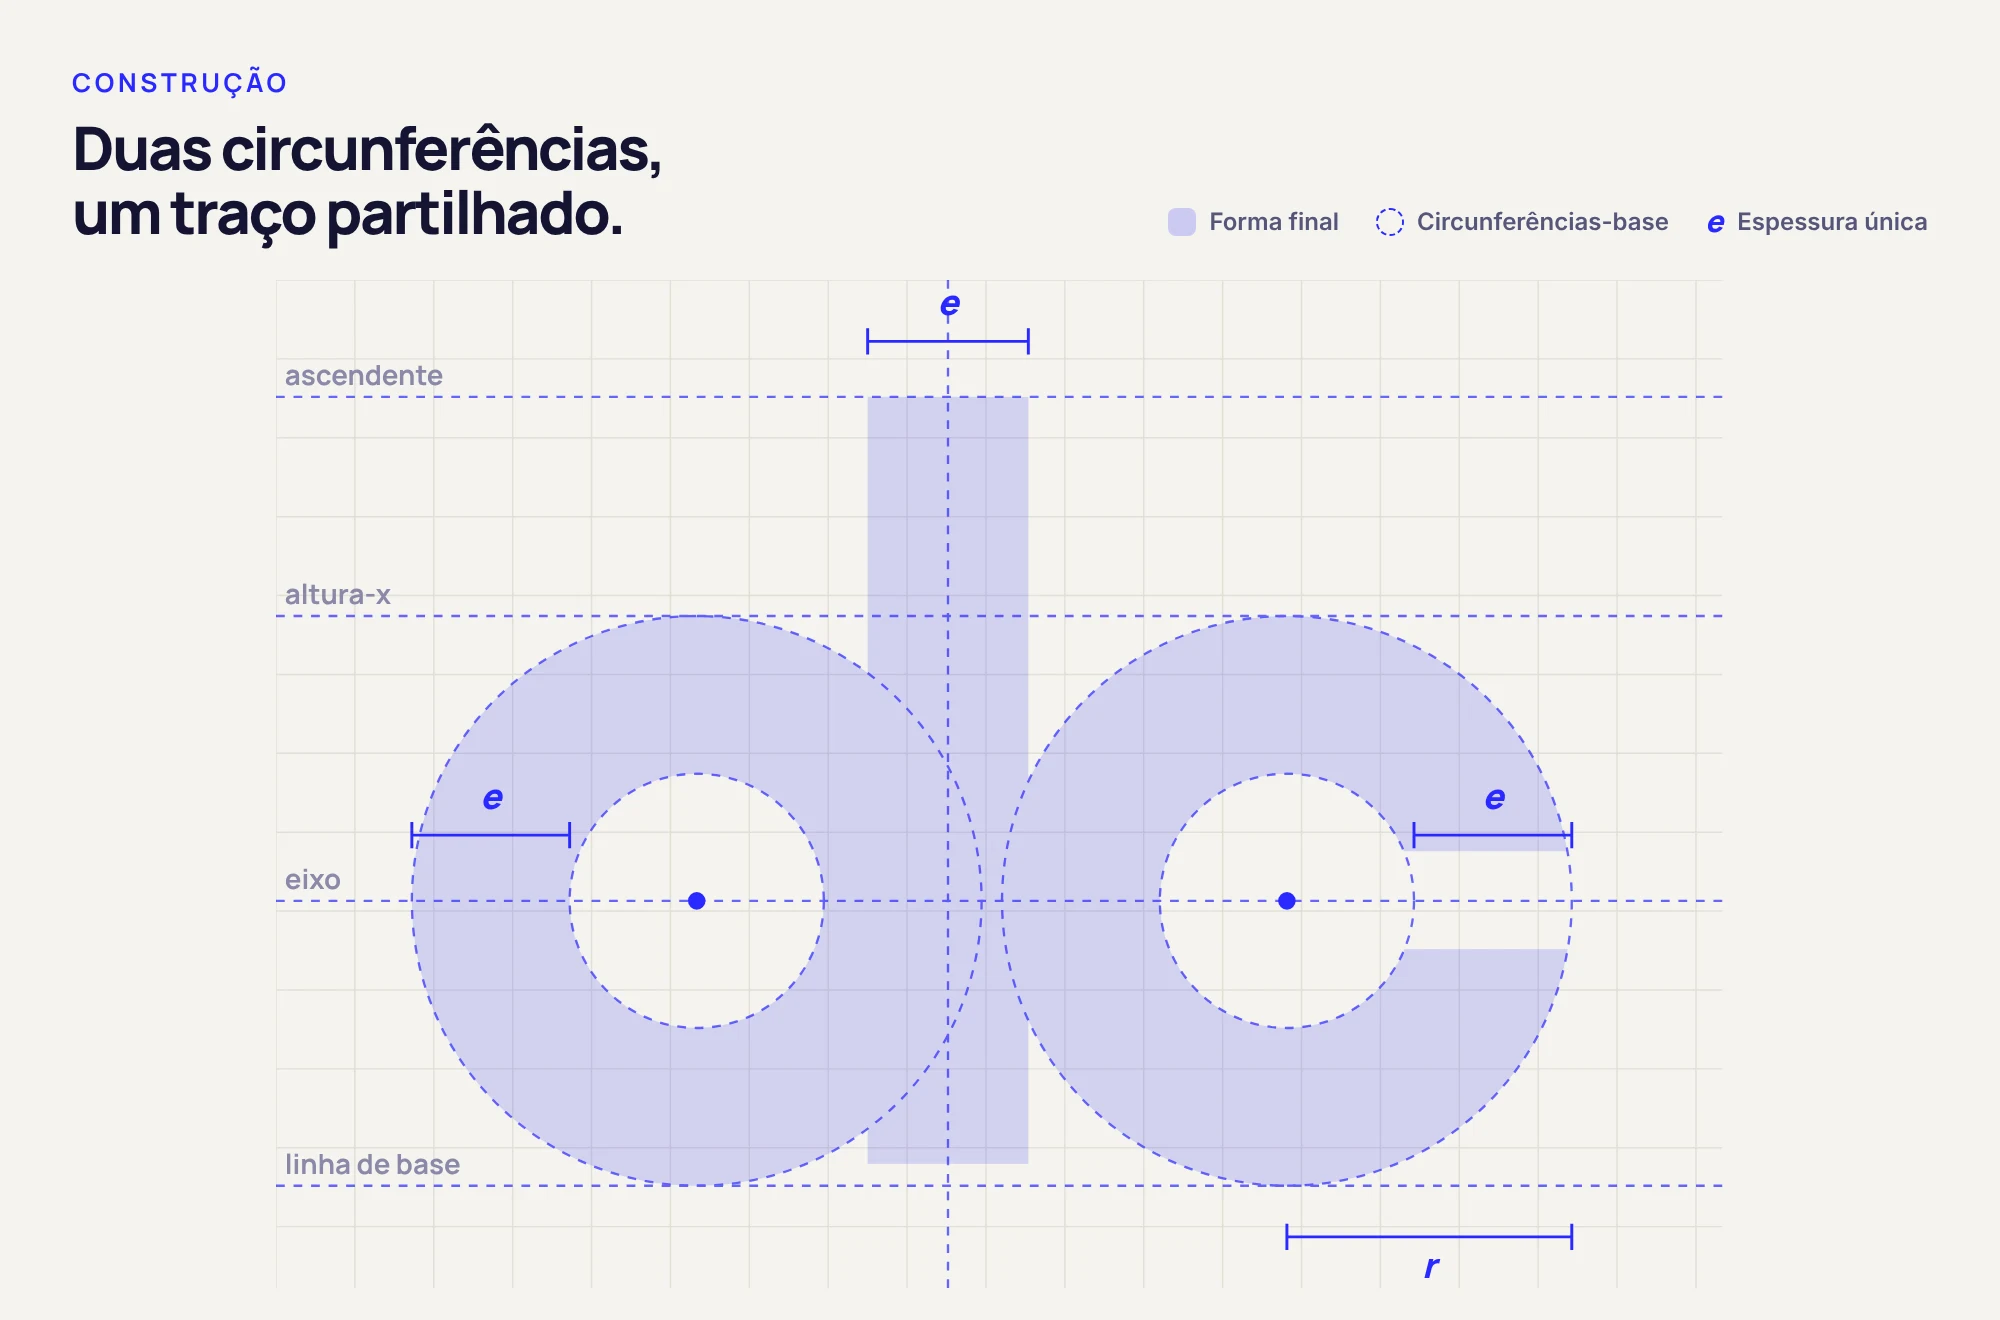 CONSTRUÇÃO
Duas circunferências,
um traço partilhado.
Forma final
Circunferências-base
e Espessura única
e
ascendente
altura-x
e
e
eixo
linha de base
r